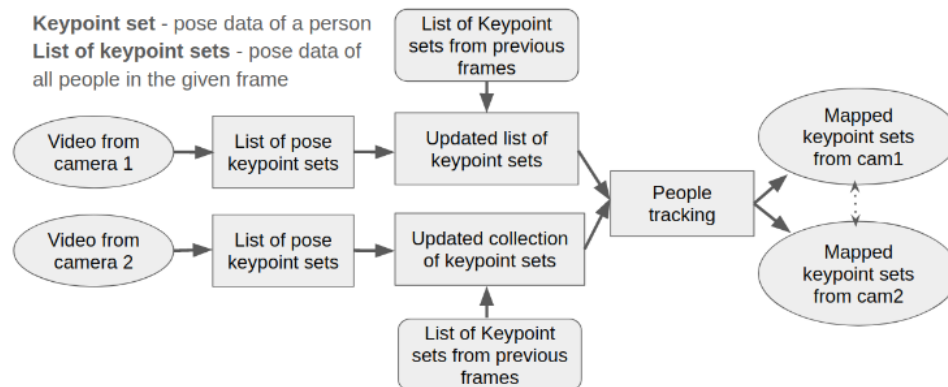 Keypoint set - pose data of a person
List of keypoint sets - pose data of
all people in the given frame
List of Keypoint
sets from previous
frames
Video from
camera 1
List of pose
keypoint sets
Updated list of
keypoint sets
People
tracking
Mapped
keypoint sets
from cam1
Video from
camera 2
List of pose
keypoint sets
Updated collection
of keypoint sets
Mapped
keypoint sets
from cam2
List of Keypoint
sets from previous
frames